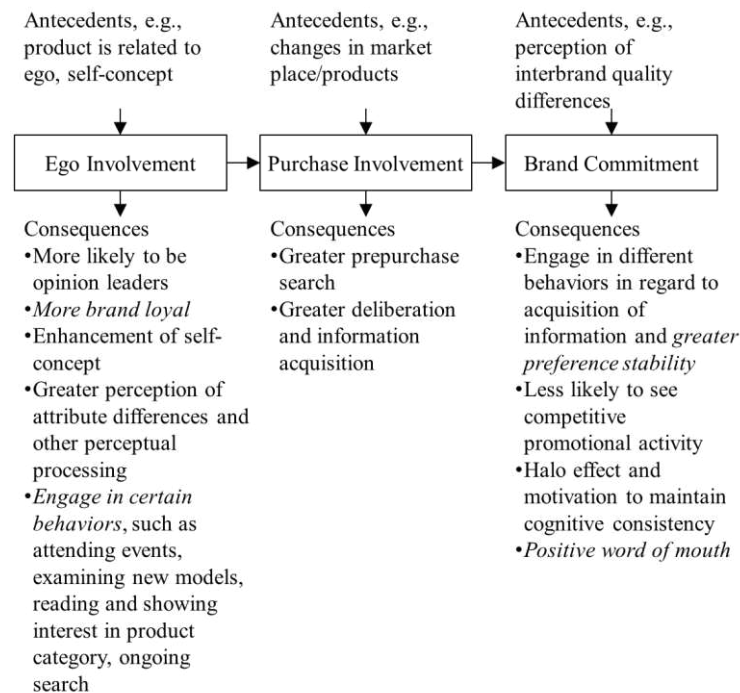 Antecedents, e.g.,
product is related to
ego, self-concept
Antecedents, e.g.,
changes in market
place/products
Antecedents, e.g.,
perception of
interbrand quality
differences
Ego Involvement
Purchase Involvement
Brand Commitment
Consequences
•More likely to be
opinion leaders
•More brand loyal
•Enhancement of self-
concept
•Greater perception of
attribute differences and
other perceptual
processing
•Engage in certain
behaviors, such as
attending events,
examining new models,
reading and showing
interest in product
category, ongoing
search
Consequences
•Greater prepurchase
search
•Greater deliberation
and information
acquisition
Consequences
•Engage in different
behaviors in regard to
acquisition of
information and greater
preference stability
•Less likely to see
competitive
promotional activity
•Halo effect and
motivation to maintain
cognitive consistency
•Positive word of mouth